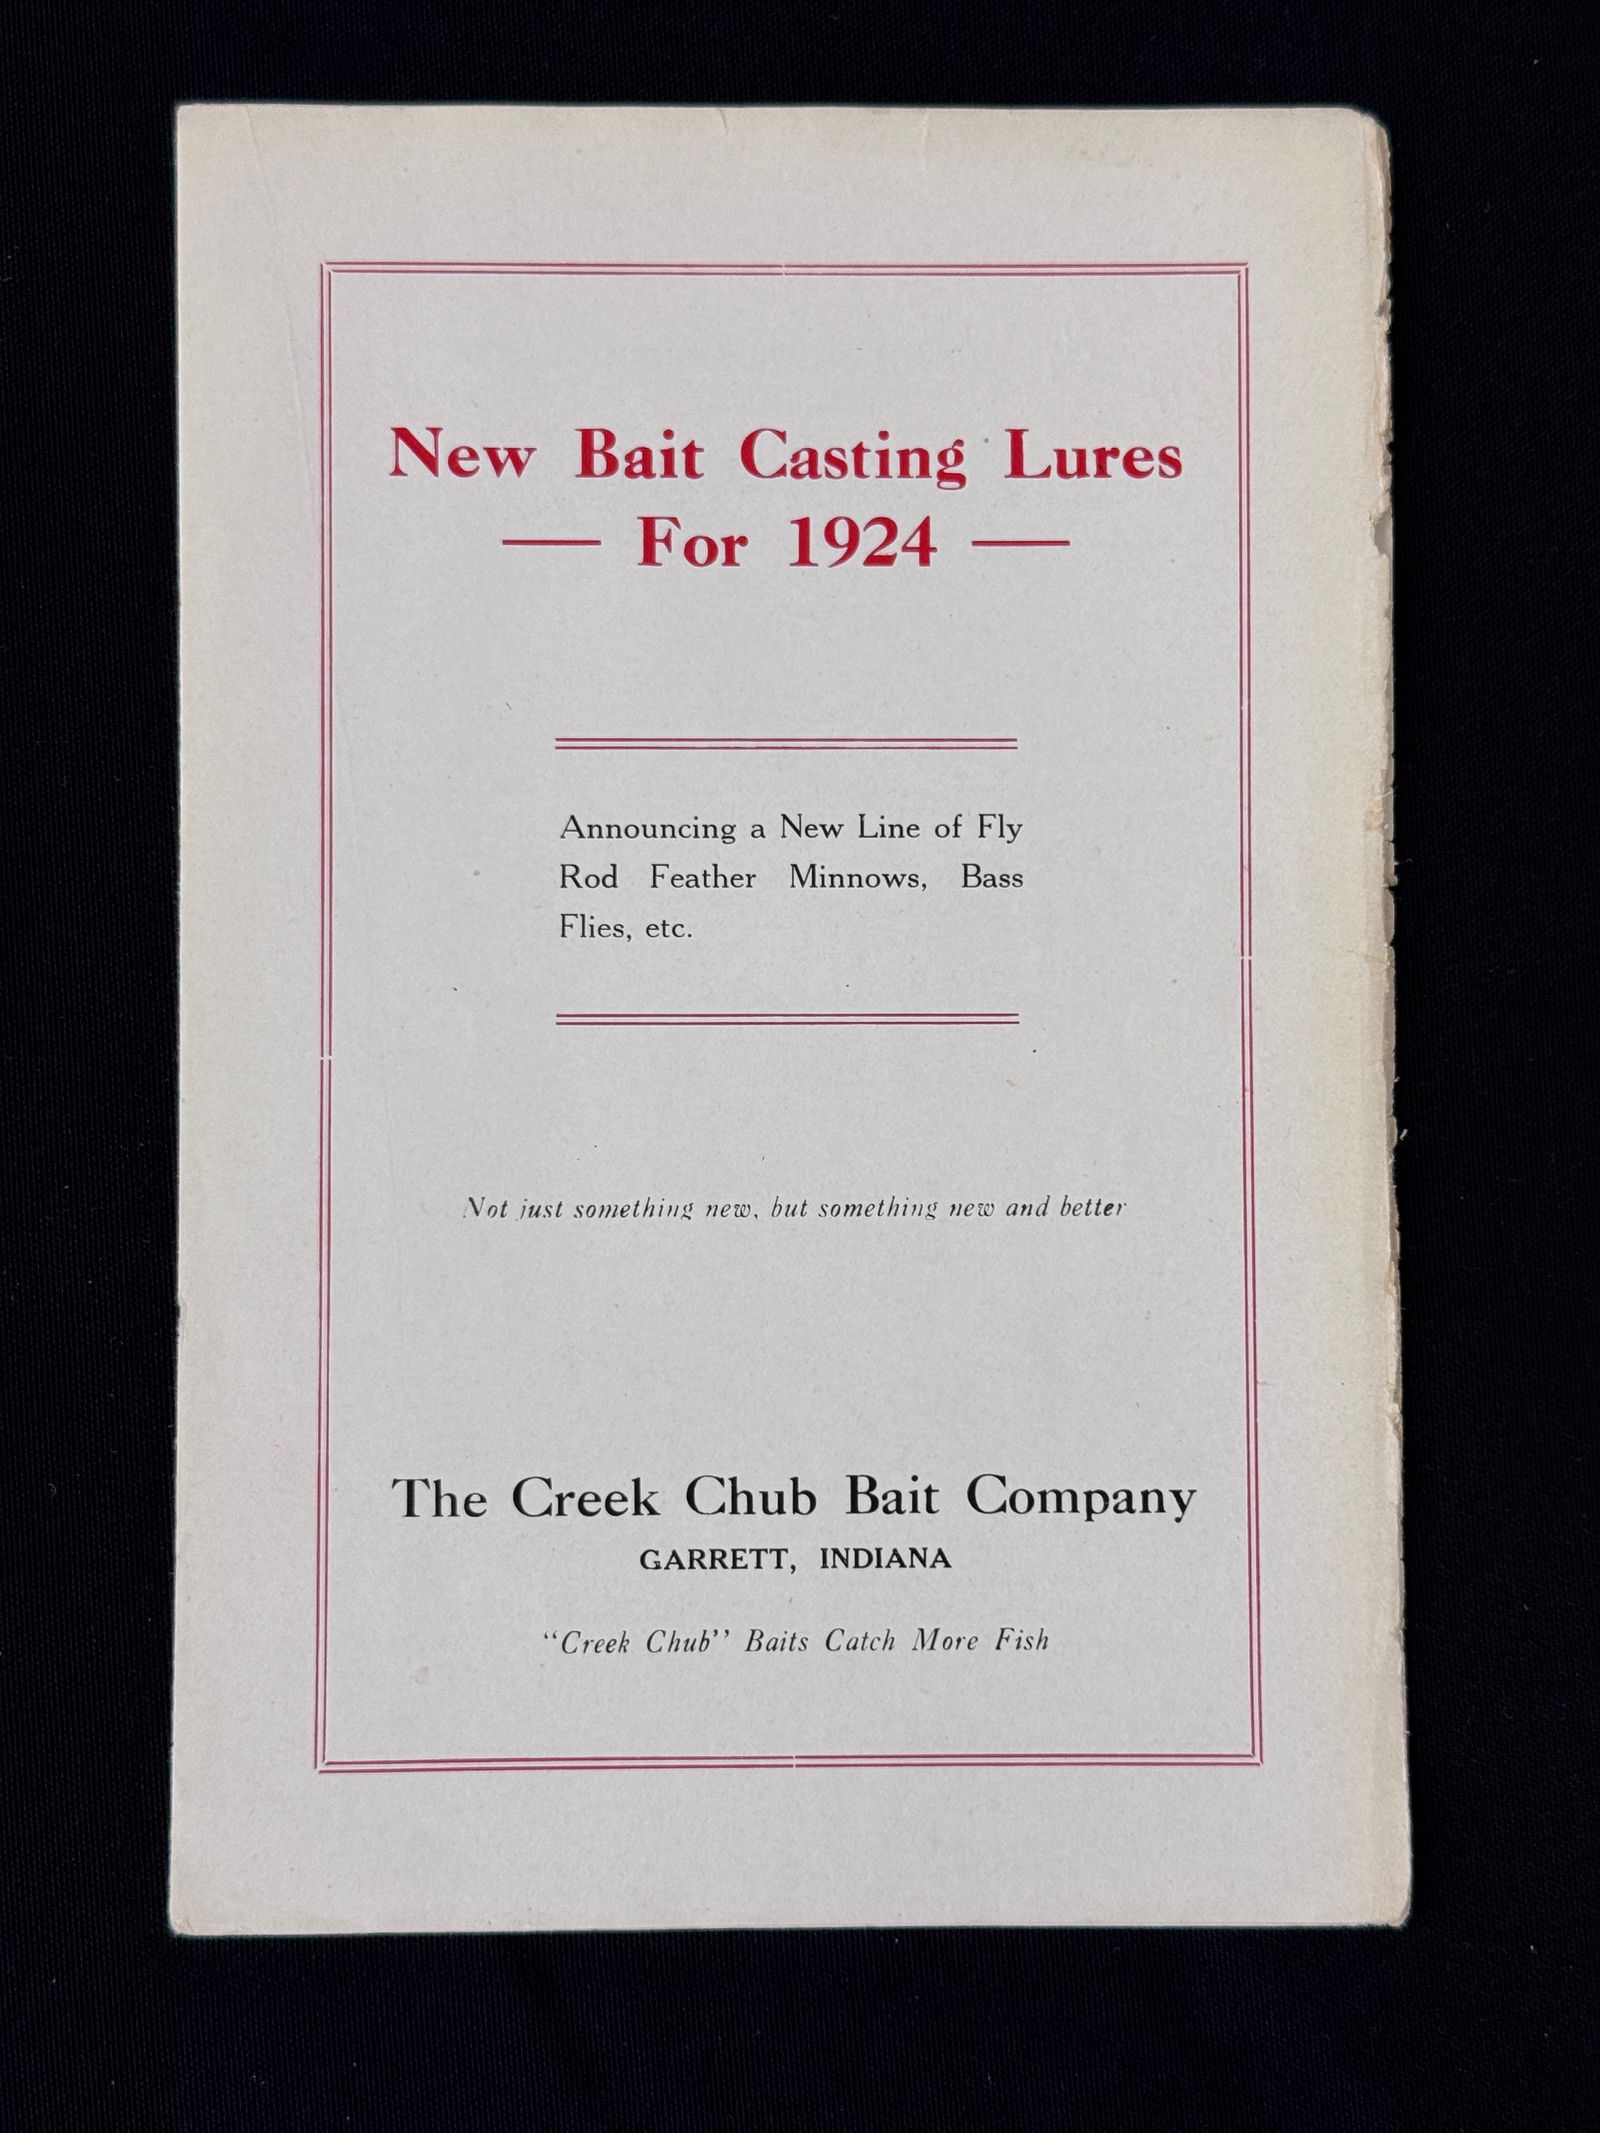 New Bait Casting Lures
— For 1924 —
Announcing a New Line of Fly
Rod Feather Minnows, Bass
Flies, etc.
Not just something new, but something new and better
The Creek Chub Bait Company
GARRETT, INDIANA
“Creek Chub” Baits Catch More Fish